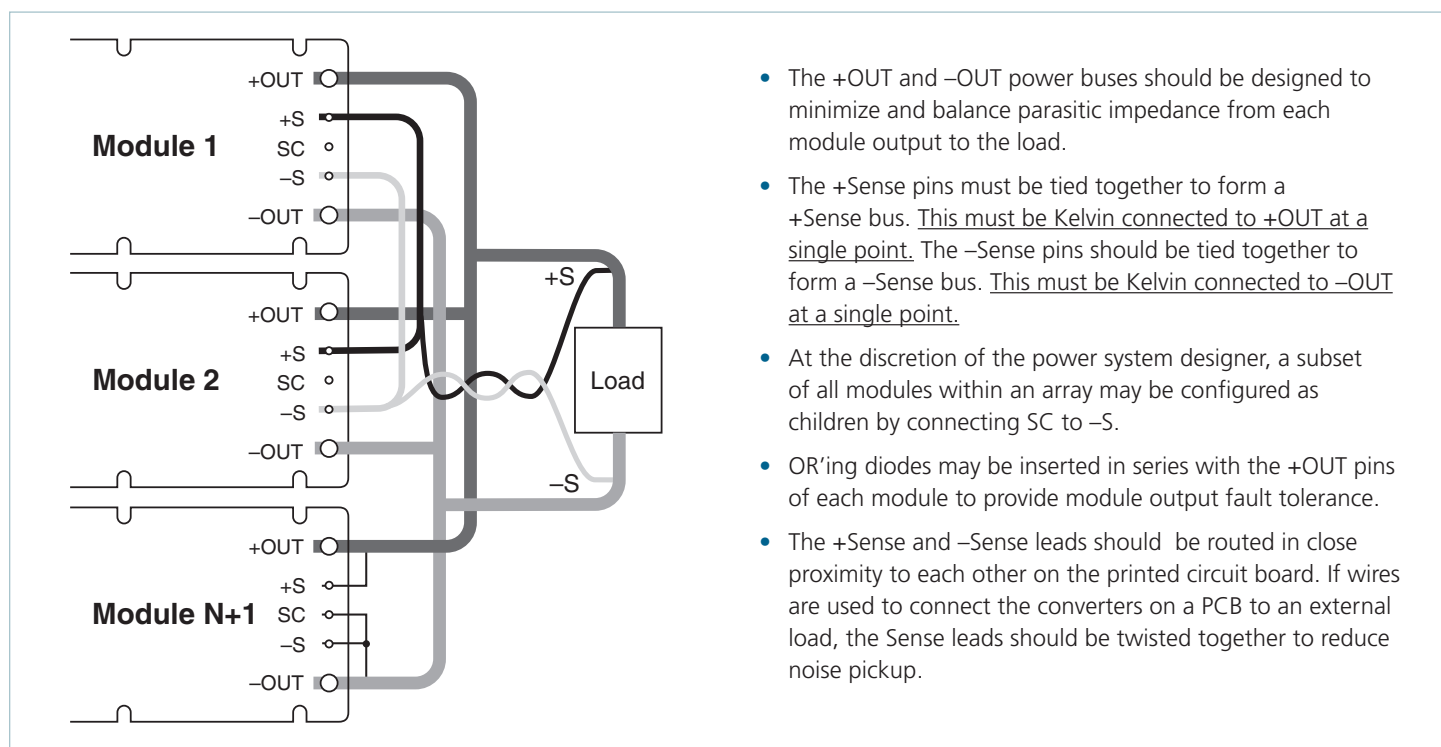 +OUT
+S
Module 1
SC
–S
–OUT
+OUT
+S
Module 2
SC
–S
–OUT
+OUT
+S
Module N+1
SC
–S
–OUT
+S
Load
–S
• The +OUT and –OUT power buses should be designed to
minimize and balance parasitic impedance from each
module output to the load.
• The +Sense pins must be tied together to form a
+Sense bus. This must be Kelvin connected to +OUT at a
single point. The –Sense pins should be tied together to
form a –Sense bus. This must be Kelvin connected to –OUT
at a single point.
• At the discretion of the power system designer, a subset
of all modules within an array may be configured as
children by connecting SC to –S.
• OR’ing diodes may be inserted in series with the +OUT pins
of each module to provide module output fault tolerance.
• The +Sense and –Sense leads should be routed in close
proximity to each other on the printed circuit board. If wires
are used to connect the converters on a PCB to an external
load, the Sense leads should be twisted together to reduce
noise pickup.